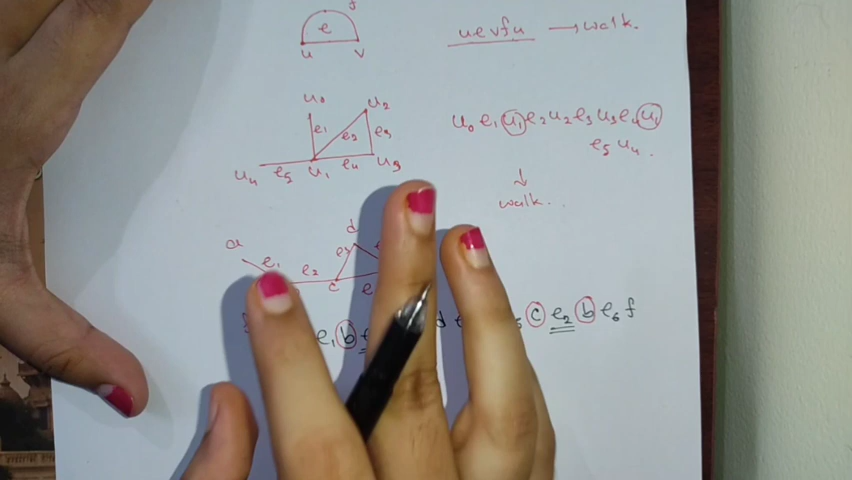 e
u v
u e v f u → walk.
u₀
u₂
e₁ e₂ e₃
u₄ e₅ u₁ e₄ u₃
u₀ e₁ u₁ e₂ u₂ e₃ u₃ e₄ u₁
e₅ u₄.
↓
walk..
d
a e₁ e₂ c
e₁ b c e₂ b e₆ f